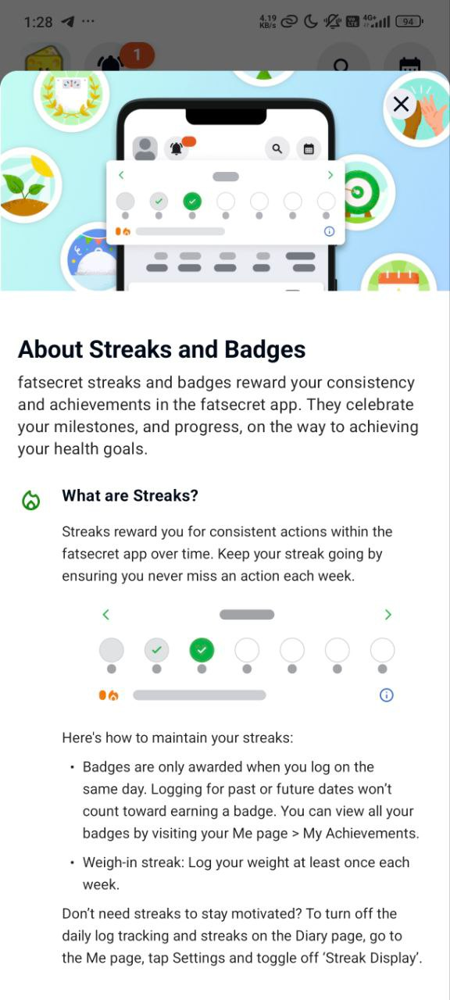 1:28
4.19 KB/s
VoLTE
4G+
94
1
About Streaks and Badges
fatsecret streaks and badges reward your consistency
and achievements in the fatsecret app. They celebrate
your milestones, and progress, on the way to achieving
your health goals.
What are Streaks?
Streaks reward you for consistent actions within the
fatsecret app over time. Keep your streak going by
ensuring you never miss an action each week.
Here's how to maintain your streaks:
• Badges are only awarded when you log on the
same day. Logging for past or future dates won’t
count toward earning a badge. You can view all your
badges by visiting your Me page > My Achievements.
• Weigh-in streak: Log your weight at least once each
week.
Don’t need streaks to stay motivated? To turn off the
daily log tracking and streaks on the Diary page, go to
the Me page, tap Settings and toggle off ‘Streak Display’.